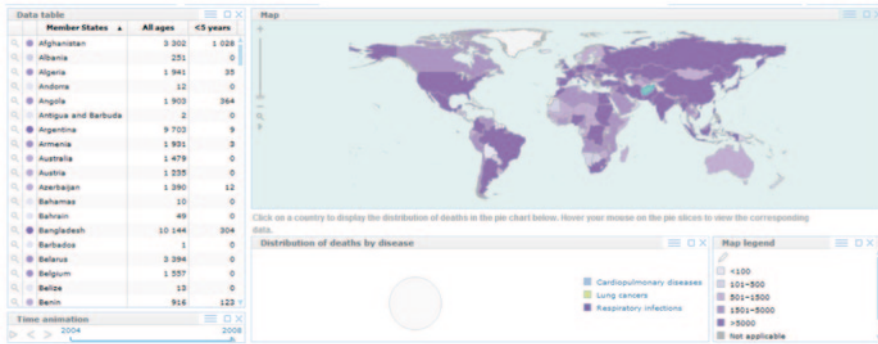 Data table
Member States ▲ All ages <5 years
Afghanistan 3 302 1 028
Albania 251 0
Algeria 1 941 35
Andorra 12 0
Angola 1 903 364
Antigua and Barbuda 2 0
Argentina 9 703 9
Armenia 1 931 3
Australia 1 479 0
Austria 1 235 0
Azerbaijan 1 390 12
Bahamas 10 0
Bahrain 49 0
Bangladesh 10 144 304
Barbados 1 0
Belarus 3 394 0
Belgium 1 557 0
Belize 13 0
Benin 916 123
Time animation
2004 2008
Map
Click on a country to display the distribution of deaths in the pie chart below. Hover your mouse on the pie slices to view the corresponding
data.
Distribution of deaths by disease
Cardiopulmonary diseases
Lung cancers
Respiratory infections
Map legend
<100
101-500
501-1500
1501-5000
>5000
Not applicable